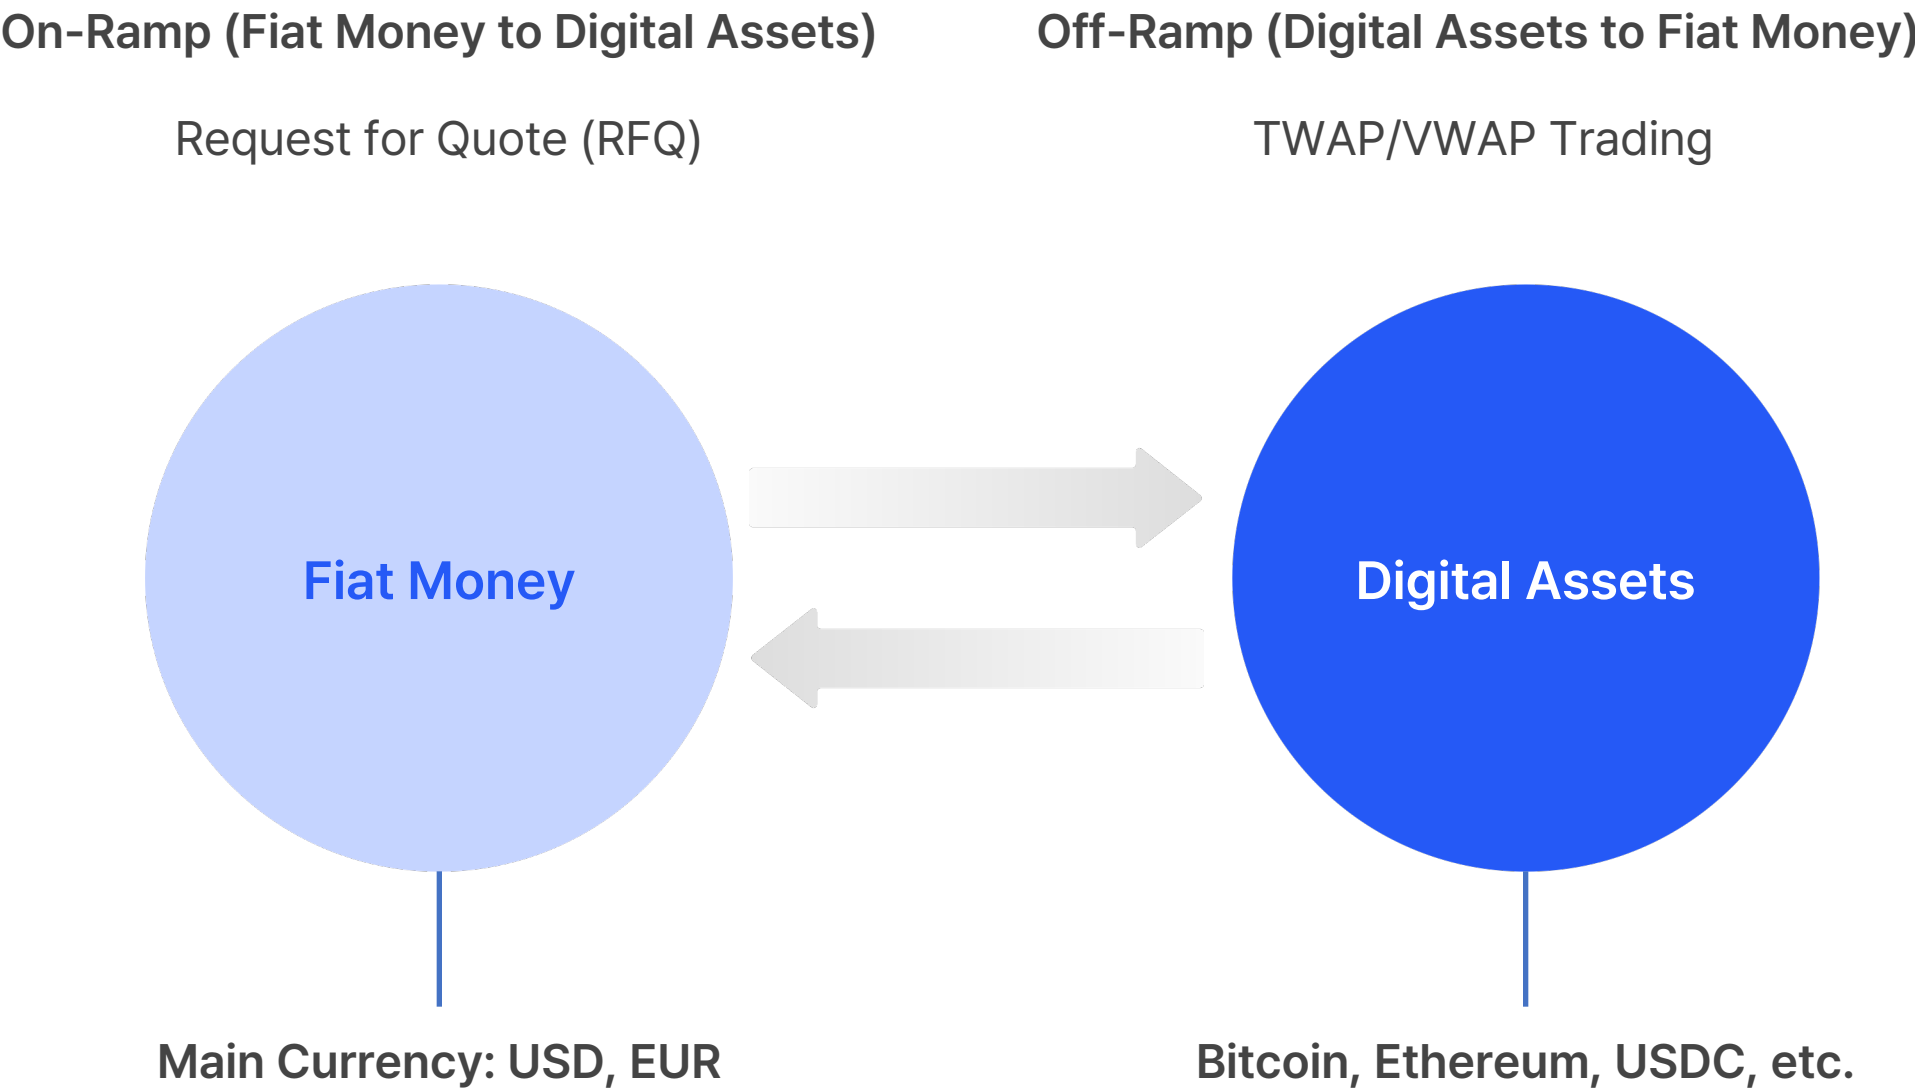 On-Ramp (Fiat Money to Digital Assets)
Request for Quote (RFQ)
Off-Ramp (Digital Assets to Fiat Money)
TWAP/VWAP Trading
Fiat Money
Digital Assets
Main Currency: USD, EUR
Bitcoin, Ethereum, USDC, etc.